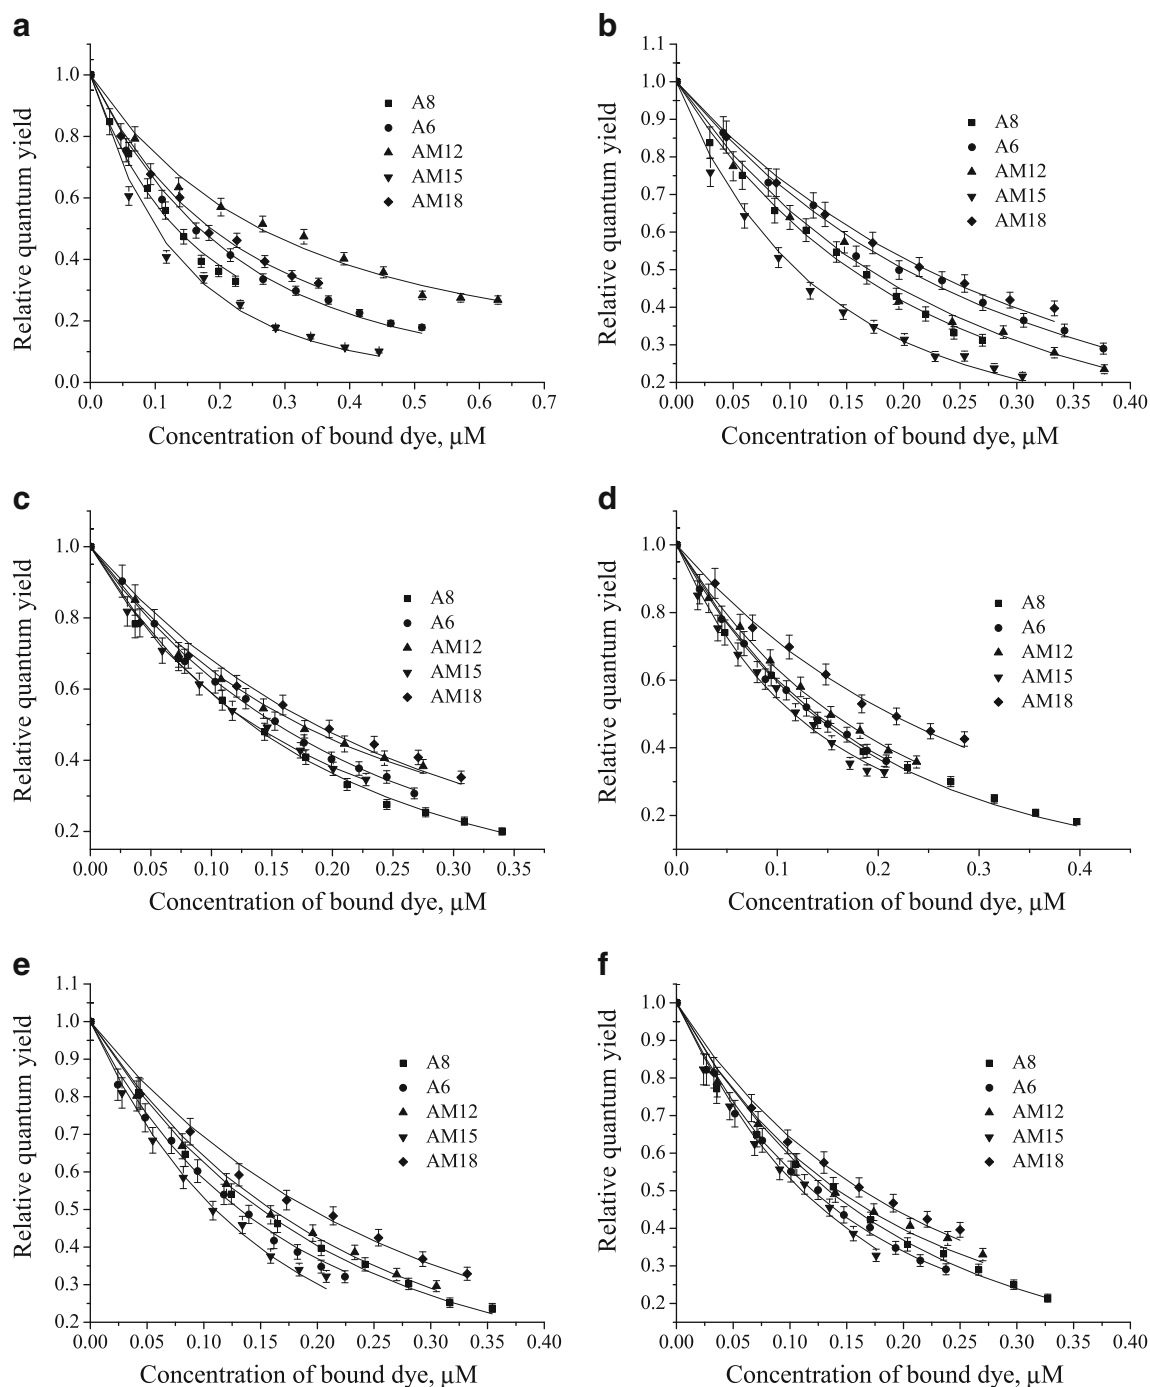 a
Relative quantum yield
1.0
0.8
0.6
0.4
0.2
0.0
A8
A6
AM12
AM15
AM18
0.0 0.1 0.2 0.3 0.4 0.5 0.6 0.7
Concentration of bound dye, μM
b
Relative quantum yield
1.1
1.0
0.9
0.8
0.7
0.6
0.5
0.4
0.3
0.2
A8
A6
AM12
AM15
AM18
0.00 0.05 0.10 0.15 0.20 0.25 0.30 0.35 0.40
Concentration of bound dye, μM
c
Relative quantum yield
1.0
0.8
0.6
0.4
0.2
A8
A6
AM12
AM15
AM18
0.00 0.05 0.10 0.15 0.20 0.25 0.30 0.35
Concentration of bound dye, μM
d
Relative quantum yield
1.0
0.8
0.6
0.4
0.2
A8
A6
AM12
AM15
AM18
0.0 0.1 0.2 0.3 0.4
Concentration of bound dye, μM
e
Relative quantum yield
1.1
1.0
0.9
0.8
0.7
0.6
0.5
0.4
0.3
0.2
A8
A6
AM12
AM15
AM18
0.00 0.05 0.10 0.15 0.20 0.25 0.30 0.35 0.40
Concentration of bound dye, μM
f
Relative quantum yield
1.0
0.9
0.8
0.7
0.6
0.5
0.4
0.3
0.2
A8
A6
AM12
AM15
AM18
0.00 0.05 0.10 0.15 0.20 0.25 0.30 0.35 0.40
Concentration of bound dye, μM